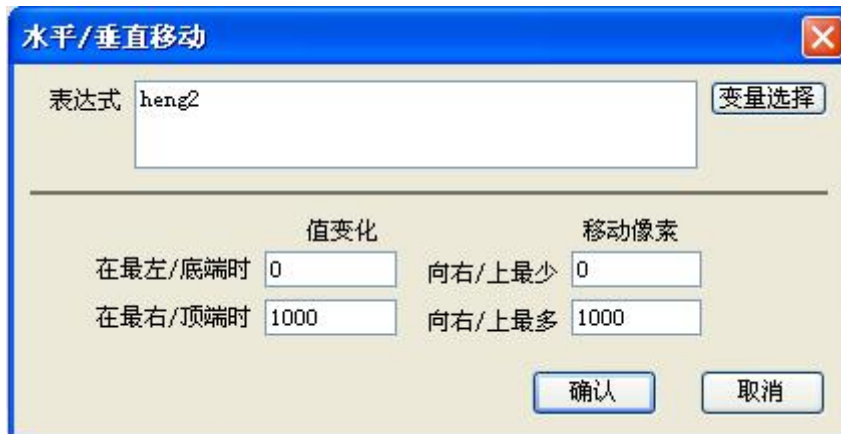 水平/垂直移动
表达式 heng2 变量选择
值变化 移动像素
在最左/底端时 0 向右/上最少 0
在最右/顶端时 1000 向右/上最多 1000
确认 取消